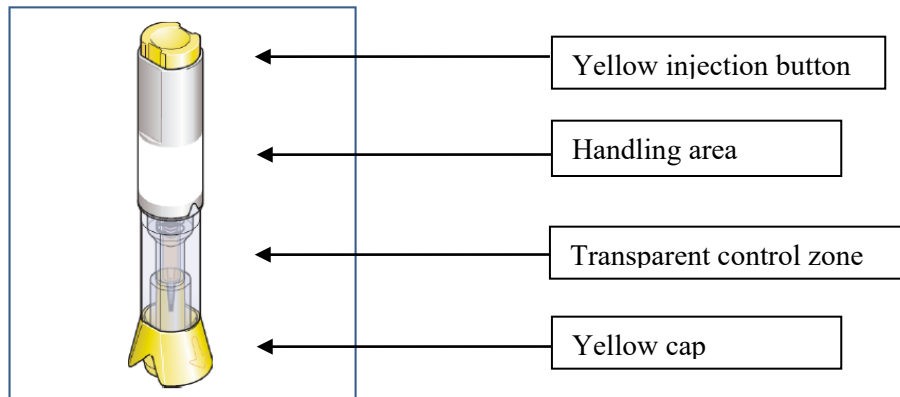 Yellow injection button
Handling area
Transparent control zone
Yellow cap